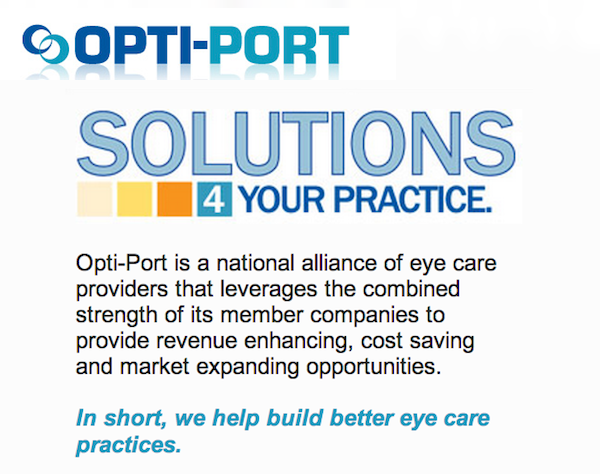 OPTI-PORT
SOLUTIONS
4 YOUR PRACTICE.
Opti-Port is a national alliance of eye care
providers that leverages the combined
strength of its member companies to
provide revenue enhancing, cost saving
and market expanding opportunities.
In short, we help build better eye care
practices.